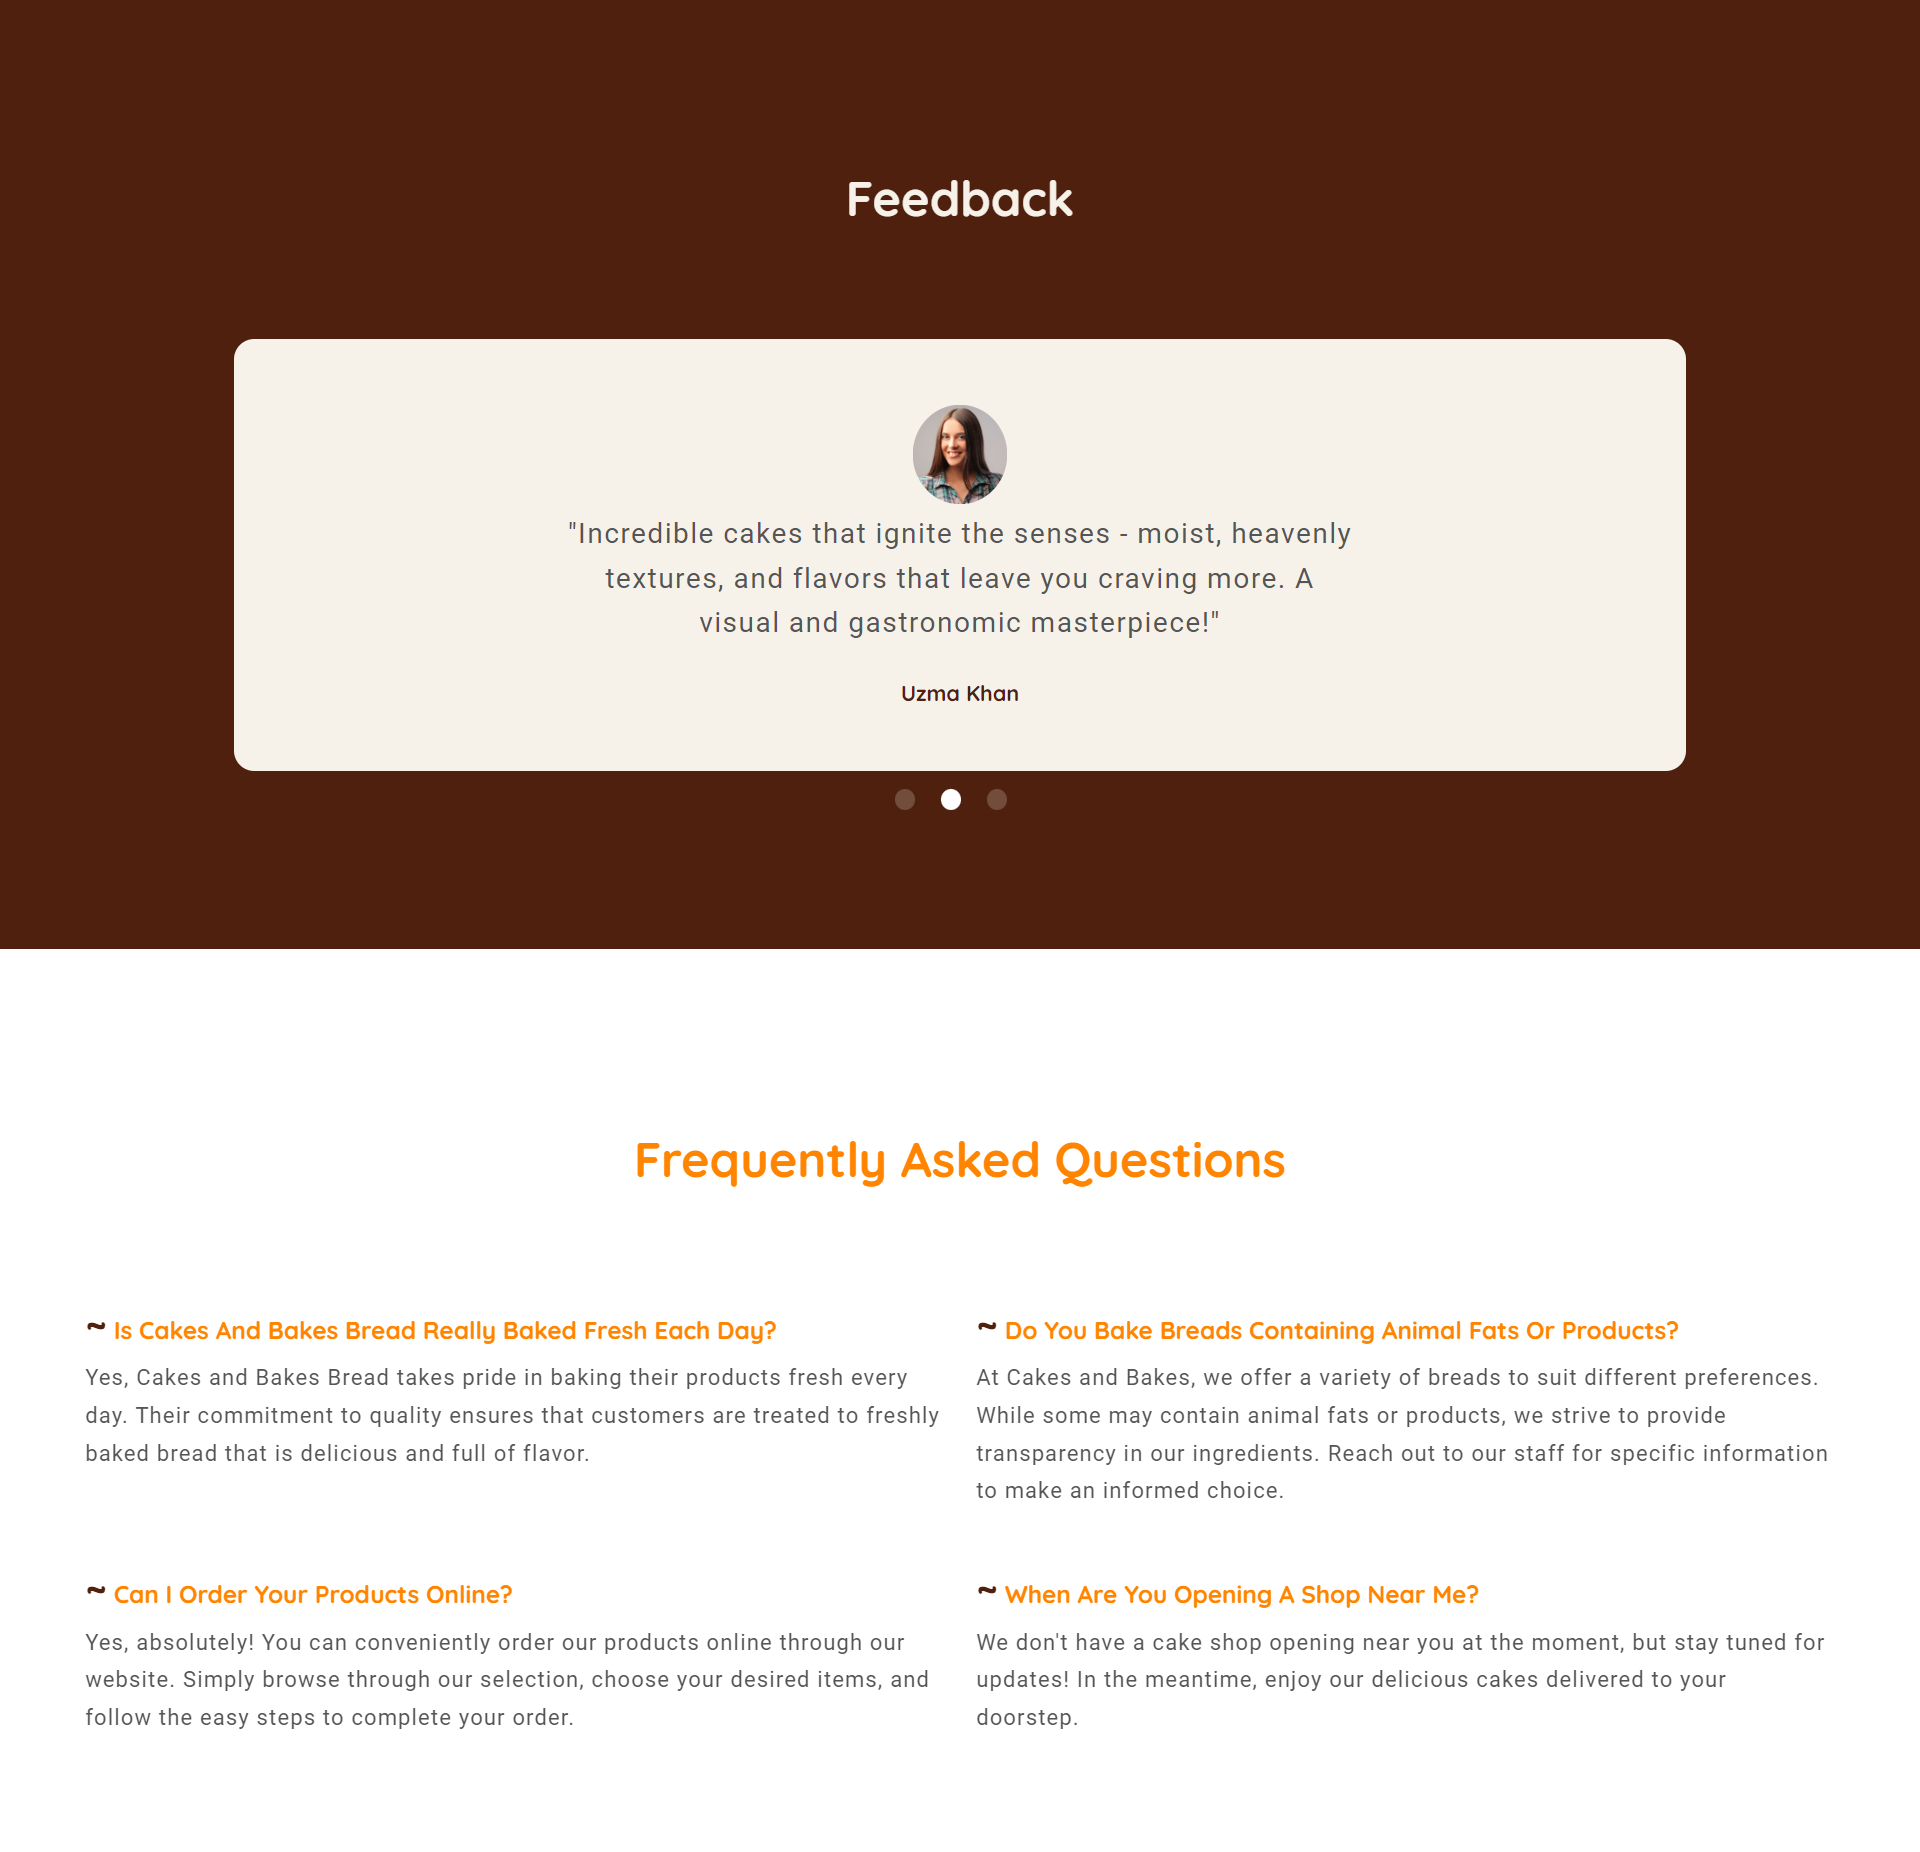 Feedback
"Incredible cakes that ignite the senses - moist, heavenly
textures, and flavors that leave you craving more. A
visual and gastronomic masterpiece!"
Uzma Khan
Frequently Asked Questions
~ Is Cakes And Bakes Bread Really Baked Fresh Each Day?
Yes, Cakes and Bakes Bread takes pride in baking their products fresh every
day. Their commitment to quality ensures that customers are treated to freshly
baked bread that is delicious and full of flavor.
~ Do You Bake Breads Containing Animal Fats Or Products?
At Cakes and Bakes, we offer a variety of breads to suit different preferences.
While some may contain animal fats or products, we strive to provide
transparency in our ingredients. Reach out to our staff for specific information
to make an informed choice.
~ Can I Order Your Products Online?
Yes, absolutely! You can conveniently order our products online through our
website. Simply browse through our selection, choose your desired items, and
follow the easy steps to complete your order.
~ When Are You Opening A Shop Near Me?
We don't have a cake shop opening near you at the moment, but stay tuned for
updates! In the meantime, enjoy our delicious cakes delivered to your
doorstep.